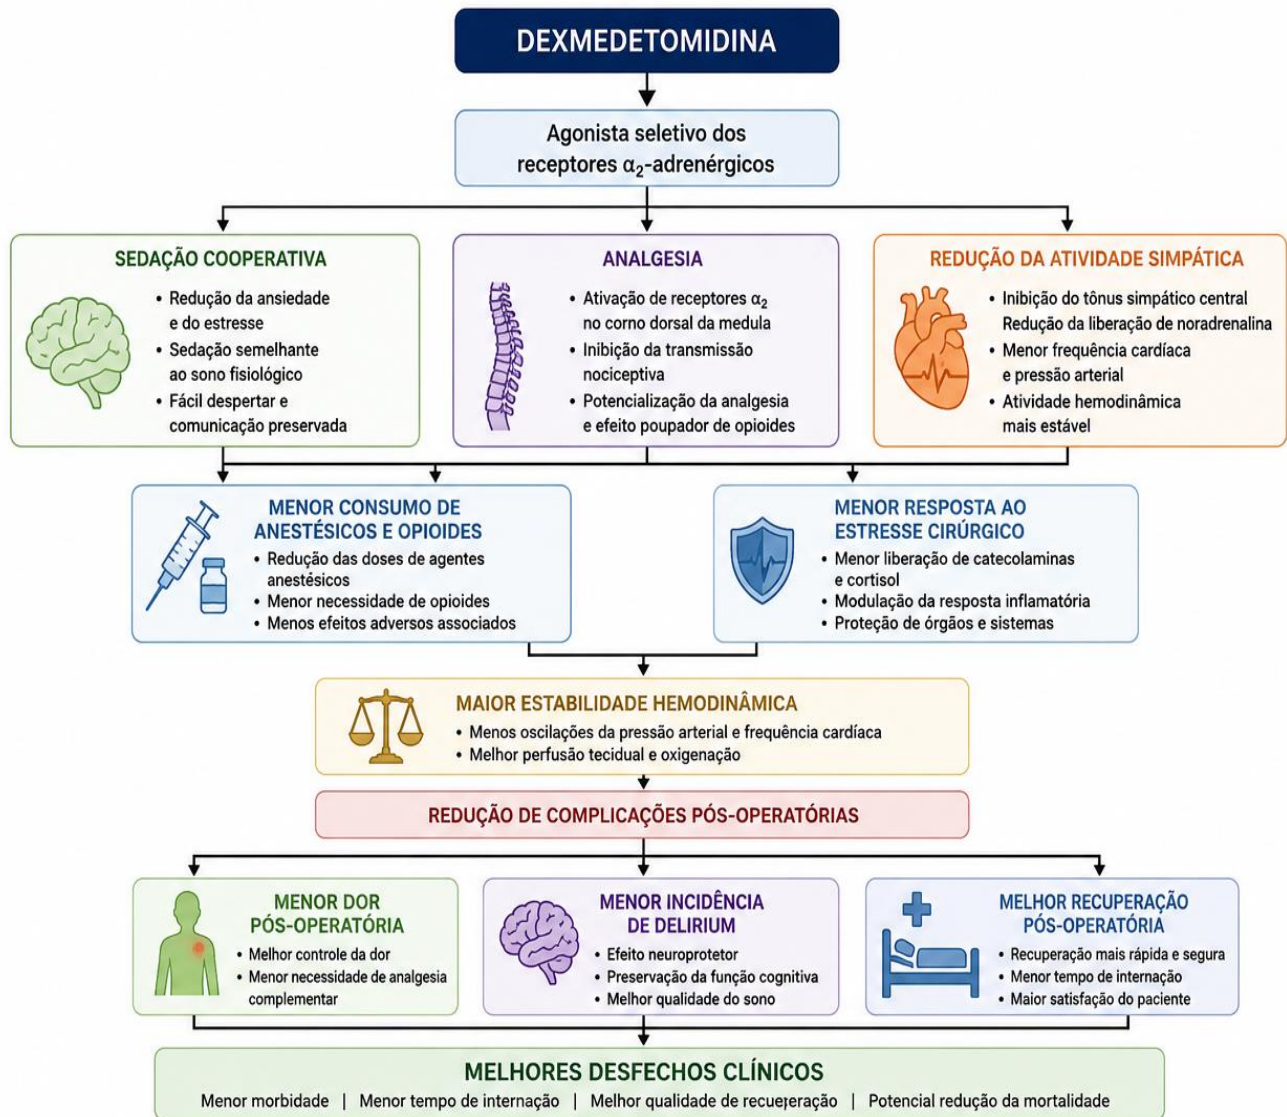 DEXMEDETOMIDINA
Agonista seletivo dos
receptores α₂-adrenérgicos
SEDAÇÃO COOPERATIVA
• Redução da ansiedade
e do estresse
• Sedação semelhante
ao sono fisiológico
• Fácil despertar e
comunicação preservada
ANALGESIA
• Ativação de receptores α₂
no corno dorsal da medula
• Inibição da transmissão
nociceptiva
• Potencialização da analgesia
e efeito poupador de opioides
REDUÇÃO DA ATIVIDADE SIMPÁTICA
• Inibição do tônus simpático central
Redução da liberação de noradrenalina
• Menor frequência cardíaca
e pressão arterial
• Atividade hemodinâmica
mais estável
MENOR CONSUMO DE
ANESTÉSICOS E OPIOIDES
• Redução das doses de agentes
anestésicos
• Menor necessidade de opioides
• Menos efeitos adversos associados
MENOR RESPOSTA AO
ESTRESSE CIRÚRGICO
• Menor liberação de catecolaminas
e cortisol
• Modulação da resposta inflamatória
• Proteção de órgãos e sistemas
MAIOR ESTABILIDADE HEMODINÂMICA
• Menos oscilações da pressão arterial e frequência cardíaca
• Melhor perfusão tecidual e oxigenação
REDUÇÃO DE COMPLICAÇÕES PÓS-OPERATÓRIAS
MENOR DOR
PÓS-OPERATÓRIA
• Melhor controle da dor
• Menor necessidade de analgesia
complementar
MENOR INCIDÊNCIA
DE DELIRIUM
• Efeito neuroprotetor
• Preservação da função cognitiva
• Melhor qualidade do sono
MELHOR RECUPERAÇÃO
PÓS-OPERATÓRIA
• Recuperação mais rápida e segura
• Menor tempo de internação
• Maior satisfação do paciente
MELHORES DESFECHOS CLÍNICOS
Menor morbidade | Menor tempo de internação | Melhor qualidade de recuperação | Potencial redução da mortalidade